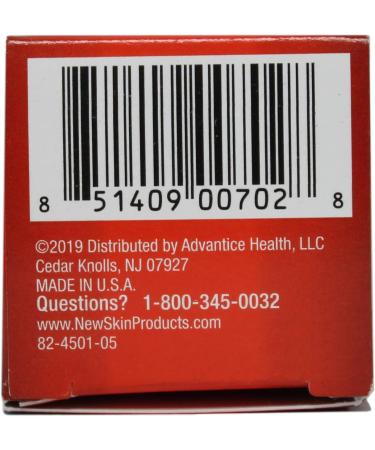 8 51409 00702 8
©2019 Distributed by Advantice Health, LLC
Cedar Knolls, NJ 07927
MADE IN U.S.A.
Questions? 1-800-345-0032
www.NewSkinProducts.com
82-4501-05